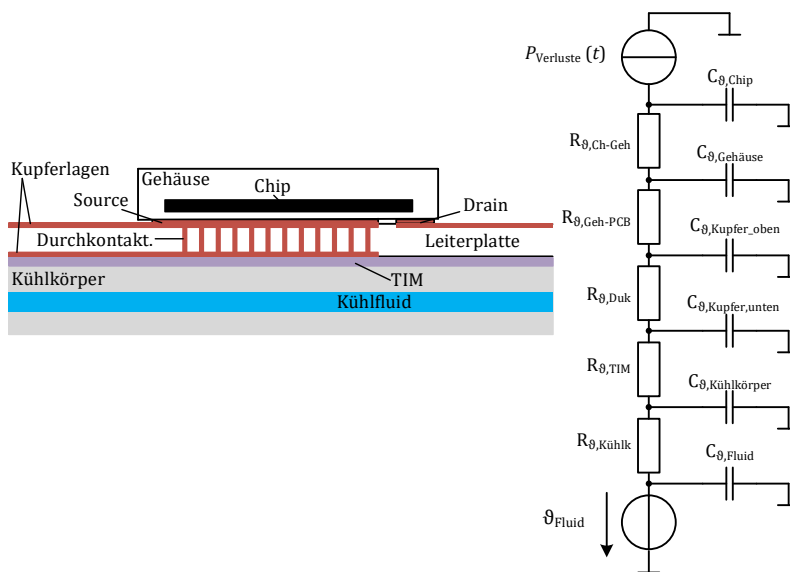 Kupferlagen
Gehäuse
Chip
Source
Drain
Durchkontakt.
Leiterplatte
Kühlkörper
TIM
Kühlfluid
P_Verluste (t)
C_ϑ,Chip
R_ϑ,Ch-Geh
C_ϑ,Gehäuse
R_ϑ,Geh-PCB
C_ϑ,Kupfer_oben
R_ϑ,Duk
C_ϑ,Kupfer,unten
R_ϑ,TIM
C_ϑ,Kühlkörper
R_ϑ,Kühlk
C_ϑ,Fluid
ϑ_Fluid